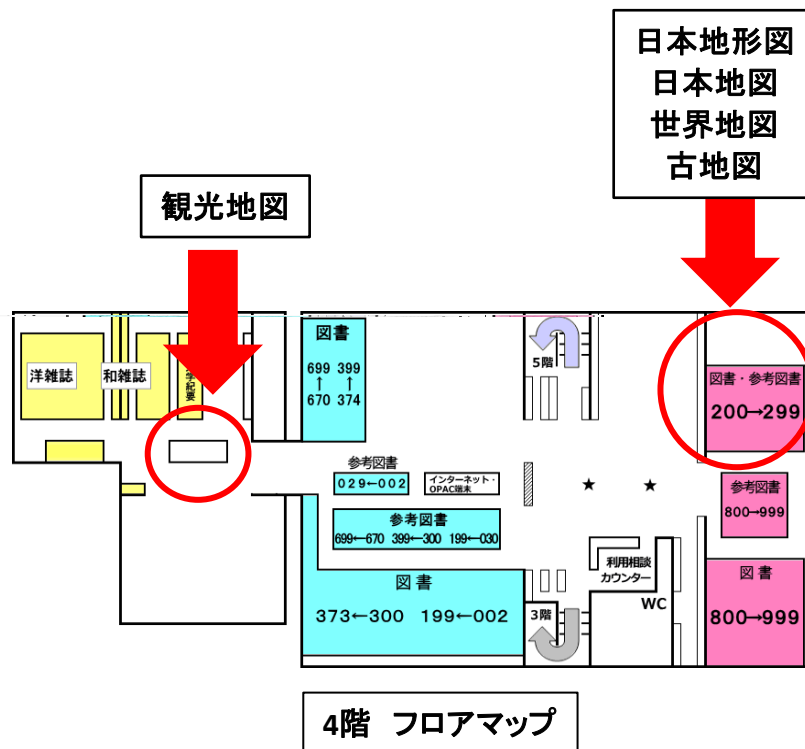 日本地形図
日本地図
世界地図
古地図
観光地図
洋雑誌
和雑誌
学紀要
図書
699 399
↑ ↑
670 374
5階
図書・参考図書
200→299
参考図書
029←002
インターネット・
OPAC端末
★ ★
参考図書
800→999
参考図書
699←670 399←300 199←030
利用相談
カウンター
図書
373←300 199←002
3階
WC
図書
800→999
4階 フロアマップ